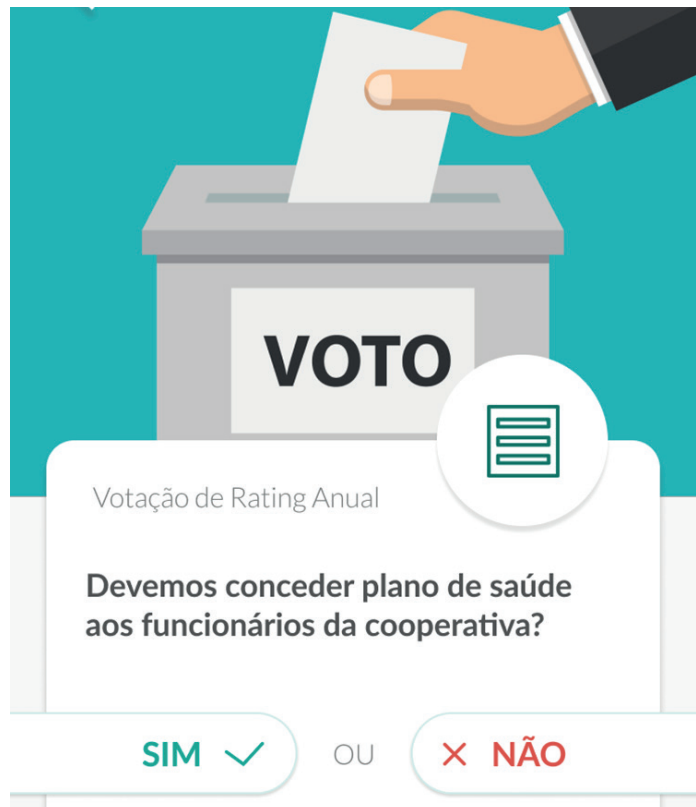 VOTO
Votação de Rating Anual
Devemos conceder plano de saúde
aos funcionários da cooperativa?
SIM OU NÃO